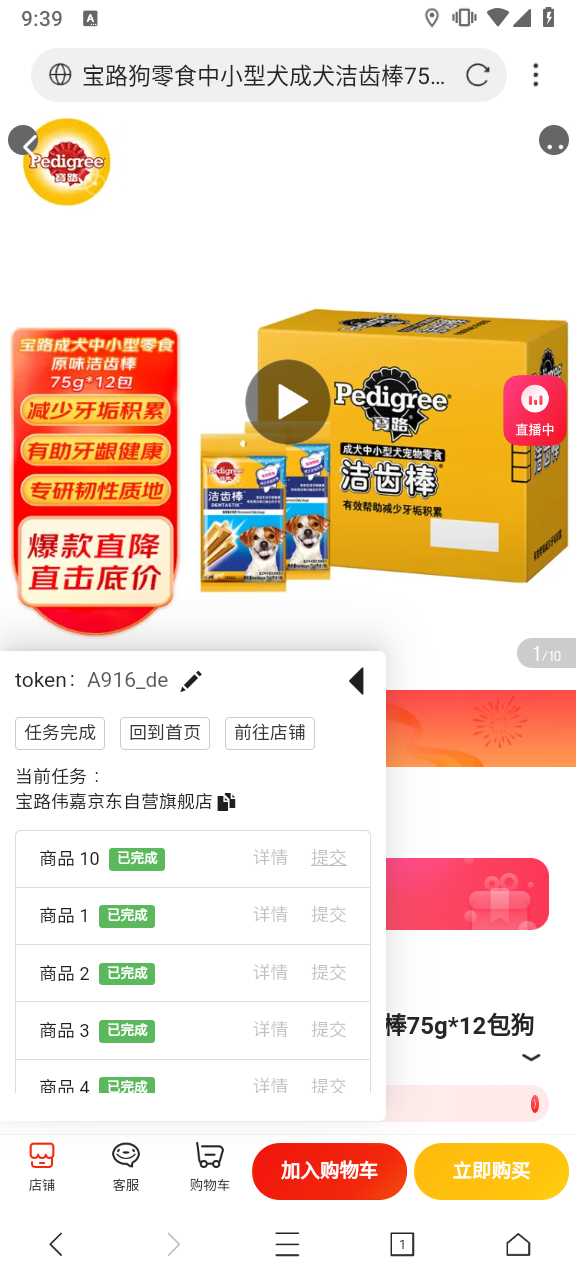 9:39
A
宝路狗零食中小型犬成犬洁齿棒75...
Pedigree
寶路
宝路成犬中小型零食
原味洁齿棒
75g*12包
减少牙垢积累
有助牙龈健康
专研韧性质地
爆款直降
直击底价
Pedigree
寶路
成犬中小型犬宠物零食
洁齿棒
有效帮助减少牙垢积累
Pedigree
洁齿棒
DENTASTIX
直播中
1/10
token: A916_de
任务完成
回到首页
前往店铺
当前任务：
宝路伟嘉京东自营旗舰店
商品 10 已完成 详情 提交
商品 1 已完成 详情 提交
商品 2 已完成 详情 提交
商品 3 已完成 详情 提交
商品 4 已完成 详情 提交
棒75g*12包狗
店铺
客服
购物车
加入购物车
立即购买
1